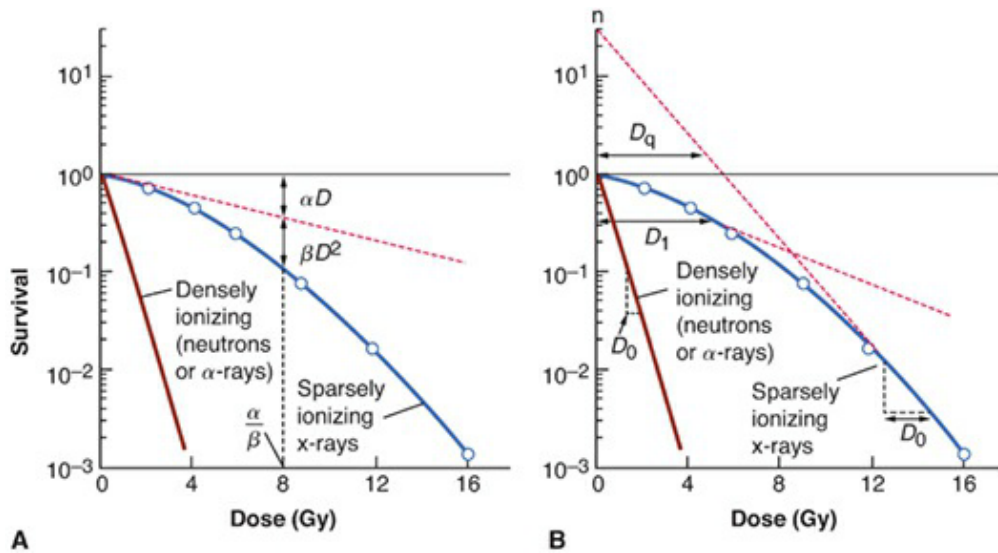 10¹
10⁰
10⁻¹
10⁻²
10⁻³
Survival
αD
βD²
Densely
ionizing
(neutrons
or α-rays)
Sparsely
ionizing
x-rays
α
β
0
4
8
12
16
Dose (Gy)
A
n
10¹
10⁰
10⁻¹
10⁻²
10⁻³
Dq
D₁
Densely
ionizing
(neutrons
or α-rays)
D₀
Sparsely
ionizing
x-rays
D₀
0
4
8
12
16
Dose (Gy)
B